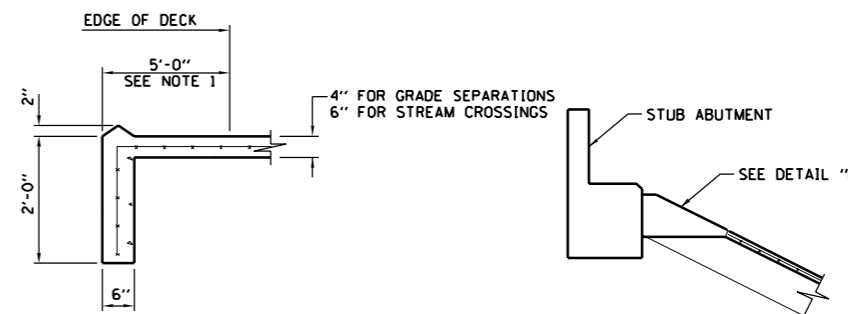 EDGE OF DECK
5'-0"
SEE NOTE 1
2"
2'-0"
6"
4" FOR GRADE SEPARATIONS
6" FOR STREAM CROSSINGS
STUB ABUTMENT
SEE DETAIL "